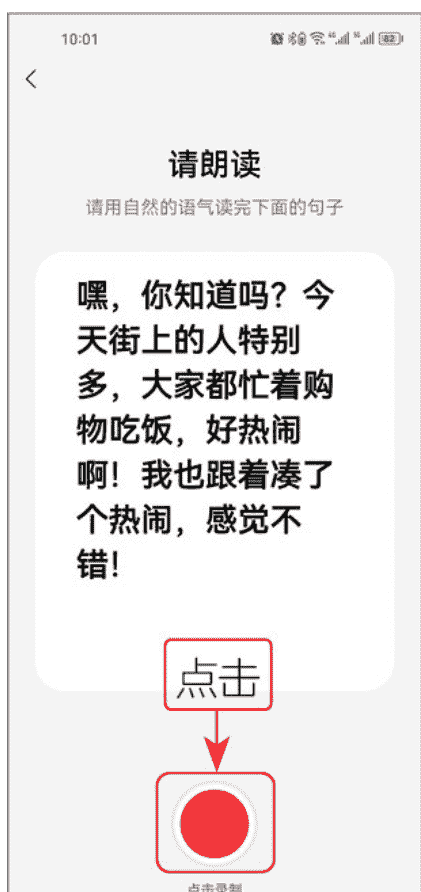 10:01
请朗读
请用自然的语气读完下面的句子
嘿，你知道吗？今
天街上的人特别
多，大家都忙着购
物吃饭，好热闹
啊！我也跟着凑了
个热闹，感觉不
错！
点击
点击录制